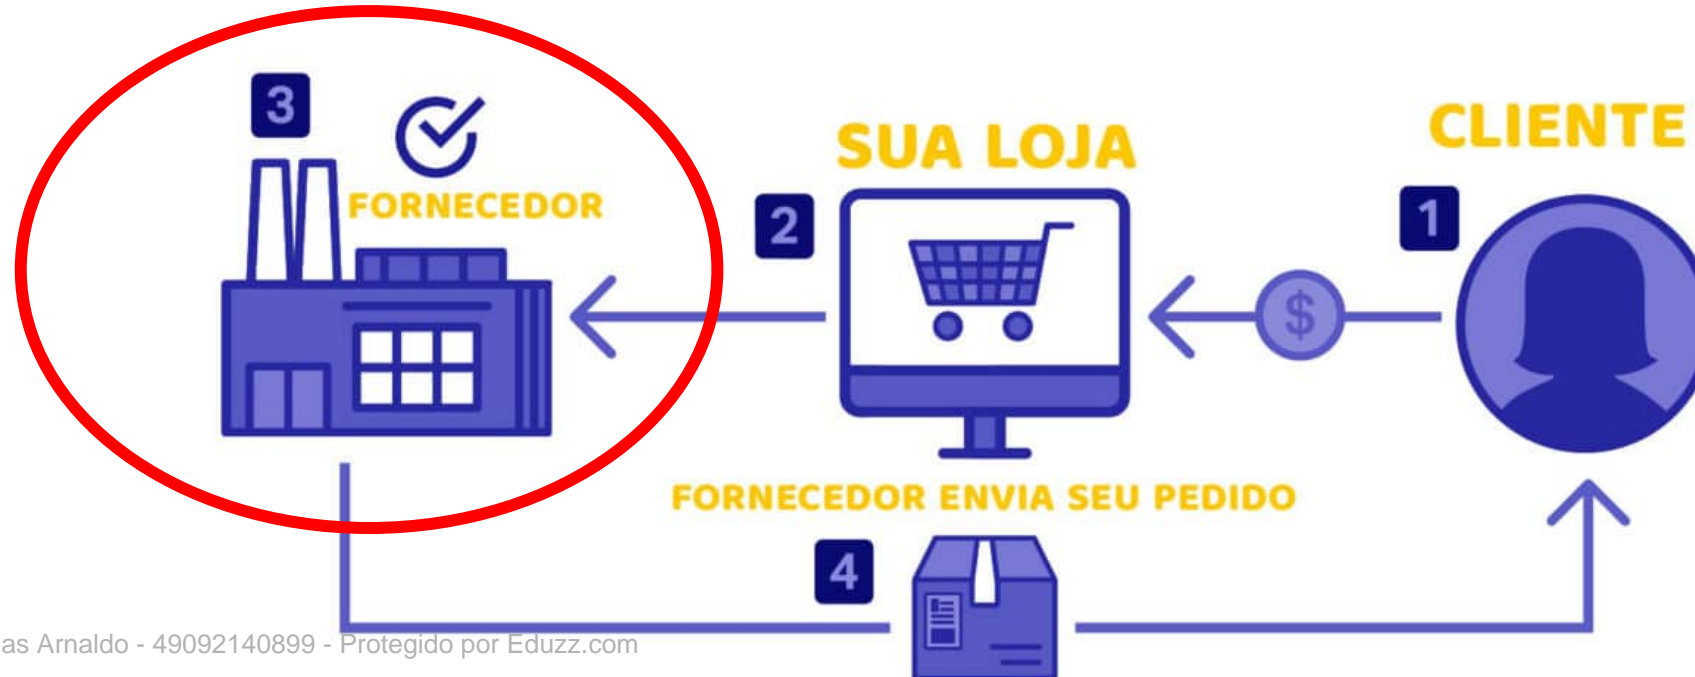 3
FORNECEDOR
SUA LOJA
2
CLIENTE
1
$
FORNECEDOR ENVIA SEU PEDIDO
4
as Arnaldo - 49092140899 - Protegido por Eduzz.com